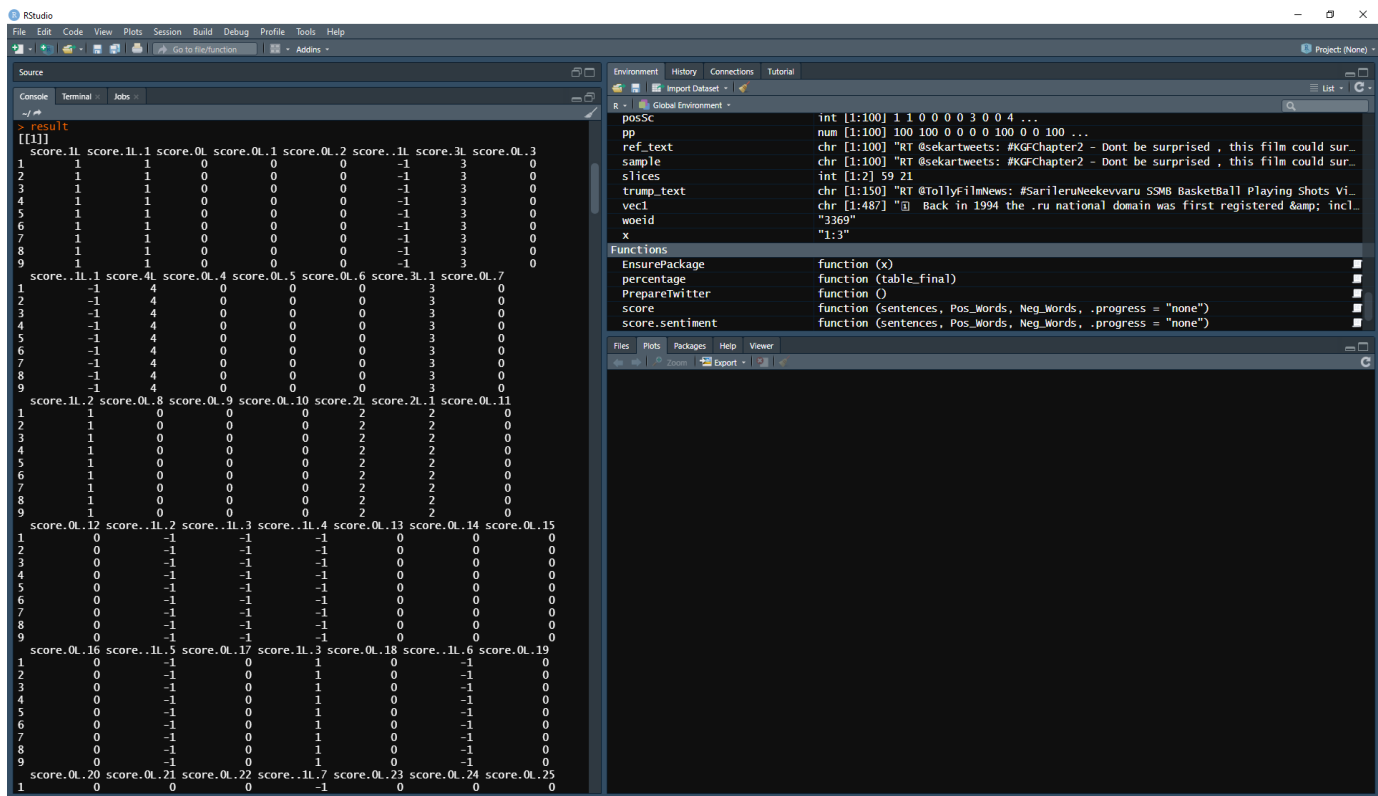 RStudio
File Edit Code View Plots Session Build Debug Profile Tools Help
Go to file/function Addins Project: (None)
Source
Console Terminal Jobs
~/
> result
[[1]]
score.1L score.1L.1 score.0L score.0L.1 score.0L.2 score..1L score.3L score.0L.3
1 1 1 0 0 0 -1 3 0
2 1 1 0 0 0 -1 3 0
3 1 1 0 0 0 -1 3 0
4 1 1 0 0 0 -1 3 0
5 1 1 0 0 0 -1 3 0
6 1 1 0 0 0 -1 3 0
7 1 1 0 0 0 -1 3 0
8 1 1 0 0 0 -1 3 0
9 1 1 0 0 0 -1 3 0
score..1L.1 score.4L score.0L.4 score.0L.5 score.0L.6 score.3L.1 score.0L.7
1 -1 4 0 0 0 3 0
2 -1 4 0 0 0 3 0
3 -1 4 0 0 0 3 0
4 -1 4 0 0 0 3 0
5 -1 4 0 0 0 3 0
6 -1 4 0 0 0 3 0
7 -1 4 0 0 0 3 0
8 -1 4 0 0 0 3 0
9 -1 4 0 0 0 3 0
score.1L.2 score.0L.8 score.0L.9 score.0L.10 score.2L score.2L.1 score.0L.11
1 1 0 0 0 2 2 0
2 1 0 0 0 2 2 0
3 1 0 0 0 2 2 0
4 1 0 0 0 2 2 0
5 1 0 0 0 2 2 0
6 1 0 0 0 2 2 0
7 1 0 0 0 2 2 0
8 1 0 0 0 2 2 0
9 1 0 0 0 2 2 0
score.0L.12 score..1L.2 score..1L.3 score..1L.4 score.0L.13 score.0L.14 score.0L.15
1 0 -1 -1 -1 0 0 0
2 0 -1 -1 -1 0 0 0
3 0 -1 -1 -1 0 0 0
4 0 -1 -1 -1 0 0 0
5 0 -1 -1 -1 0 0 0
6 0 -1 -1 -1 0 0 0
7 0 -1 -1 -1 0 0 0
8 0 -1 -1 -1 0 0 0
9 0 -1 -1 -1 0 0 0
score.0L.16 score..1L.5 score.0L.17 score.1L.3 score.0L.18 score..1L.6 score.0L.19
1 0 -1 0 1 0 -1 0
2 0 -1 0 1 0 -1 0
3 0 -1 0 1 0 -1 0
4 0 -1 0 1 0 -1 0
5 0 -1 0 1 0 -1 0
6 0 -1 0 1 0 -1 0
7 0 -1 0 1 0 -1 0
8 0 -1 0 1 0 -1 0
9 0 -1 0 1 0 -1 0
score.0L.20 score.0L.21 score.0L.22 score..1L.7 score.0L.23 score.0L.24 score.0L.25
1 0 0 0 -1 0 0 0
Environment History Connections Tutorial
Import Dataset List
R Global Environment
posSc int [1:100] 1 1 0 0 0 0 3 0 0 4 ...
pp num [1:100] 100 100 0 0 0 0 100 0 0 100 ...
ref_text chr [1:100] "RT @sekartweets: #KGFChapter2 - Dont be surprised , this film could sur…
sample chr [1:100] "RT @sekartweets: #KGFChapter2 - Dont be surprised , this film could sur…
slices int [1:2] 59 21
trump_text chr [1:150] "RT @TollyFilmNews: #SarileruNeekevvaru SSMB BasketBall Playing Shots Vi…
vec1 chr [1:487] "1️ Back in 1994 the .ru national domain was first registered &amp; incl…
woeid "3369"
x "1:3"
Functions
EnsurePackage function (x)
percentage function (table_final)
PrepareTwitter function ()
score function (sentences, Pos_Words, Neg_Words, .progress = "none")
score.sentiment function (sentences, Pos_Words, Neg_Words, .progress = "none")
Files Plots Packages Help Viewer
Zoom Export